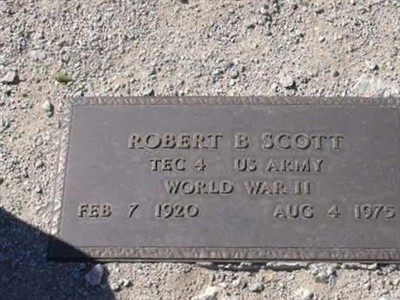 ROBERT B SCOTT
TEC 4 US ARMY
WORLD WAR II
FEB 7 1920 AUG 4 1975